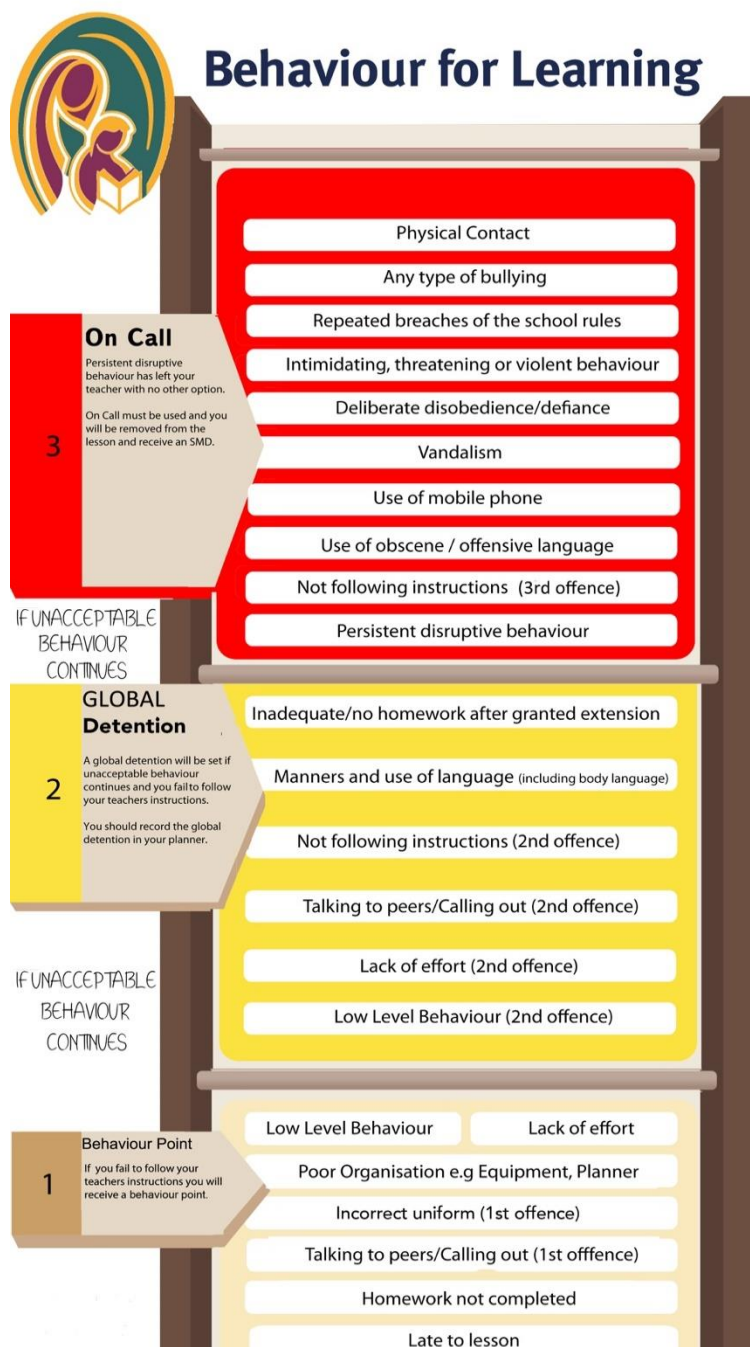 Behaviour for Learning
Physical Contact
Any type of bullying
Repeated breaches of the school rules
Intimidating, threatening or violent behaviour
Deliberate disobedience/defiance
Vandalism
Use of mobile phone
Use of obscene / offensive language
Not following instructions (3rd offence)
Persistent disruptive behaviour
3
On Call
Persistent disruptive
behaviour has left your
teacher with no other option.
On Call must be used and you
will be removed from the
lesson and receive an SMD.
IF UNACCEPTABLE
BEHAVIOUR
CONTINUES
2
GLOBAL
Detention
A global detention will be set if
unacceptable behaviour
continues and you fail to follow
your teachers instructions.
You should record the global
detention in your planner.
Inadequate/no homework after granted extension
Manners and use of language (including body language)
Not following instructions (2nd offence)
Talking to peers/Calling out (2nd offence)
Lack of effort (2nd offence)
Low Level Behaviour (2nd offence)
IF UNACCEPTABLE
BEHAVIOUR
CONTINUES
1
Behaviour Point
If you fail to follow your
teachers instructions you will
receive a behaviour point.
Low Level Behaviour
Lack of effort
Poor Organisation e.g Equipment, Planner
Incorrect uniform (1st offence)
Talking to peers/Calling out (1st offfence)
Homework not completed
Late to lesson